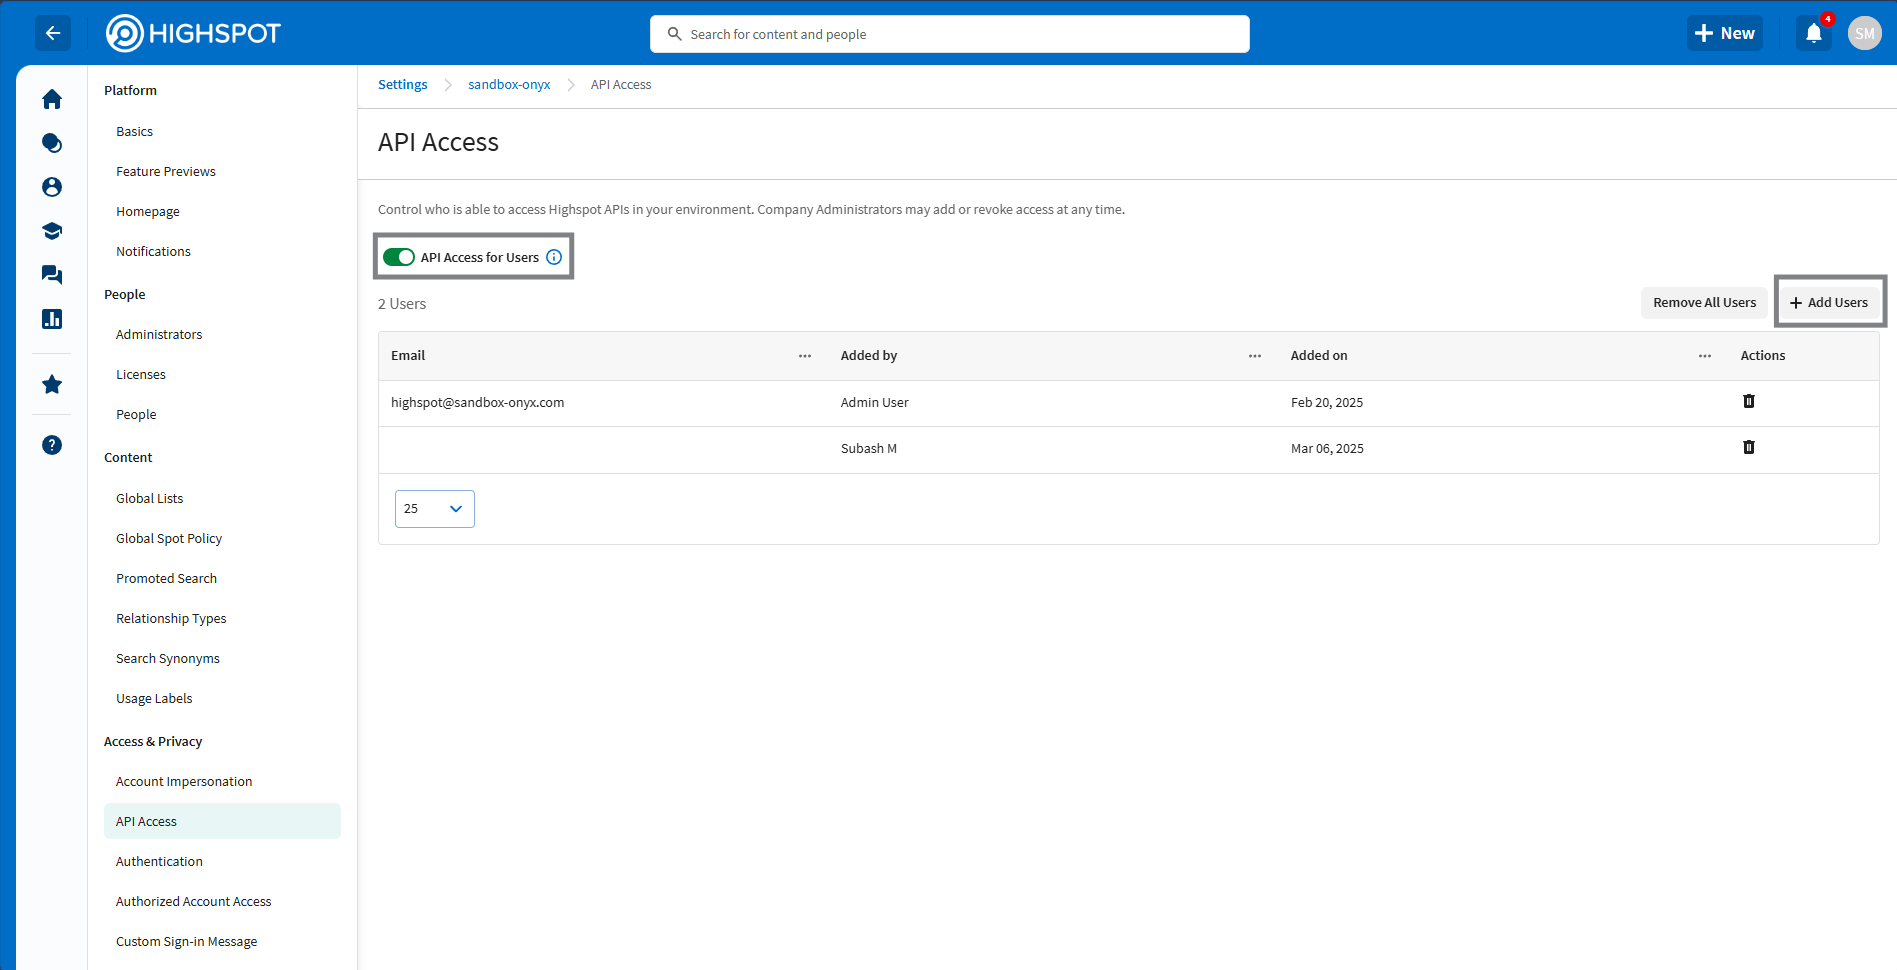 HIGHSPOT
Search for content and people
New
4
SM
Platform
Basics
Feature Previews
Homepage
Notifications
People
Administrators
Licenses
People
Content
Global Lists
Global Spot Policy
Promoted Search
Relationship Types
Search Synonyms
Usage Labels
Access & Privacy
Account Impersonation
API Access
Authentication
Authorized Account Access
Custom Sign-in Message
Settings sandbox-onyx API Access
API Access
Control who is able to access Highspot APIs in your environment. Company Administrators may add or revoke access at any time.
API Access for Users
2 Users
Remove All Users
Add Users
Email Added by Added on Actions
highspot@sandbox-onyx.com Admin User Feb 20, 2025
Subash M Mar 06, 2025
25